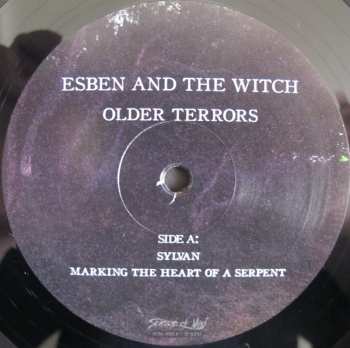 ESBEN AND THE WITCH
OLDER TERRORS
SIDE A:
SYLVAN
MARKING THE HEART OF A SERPENT